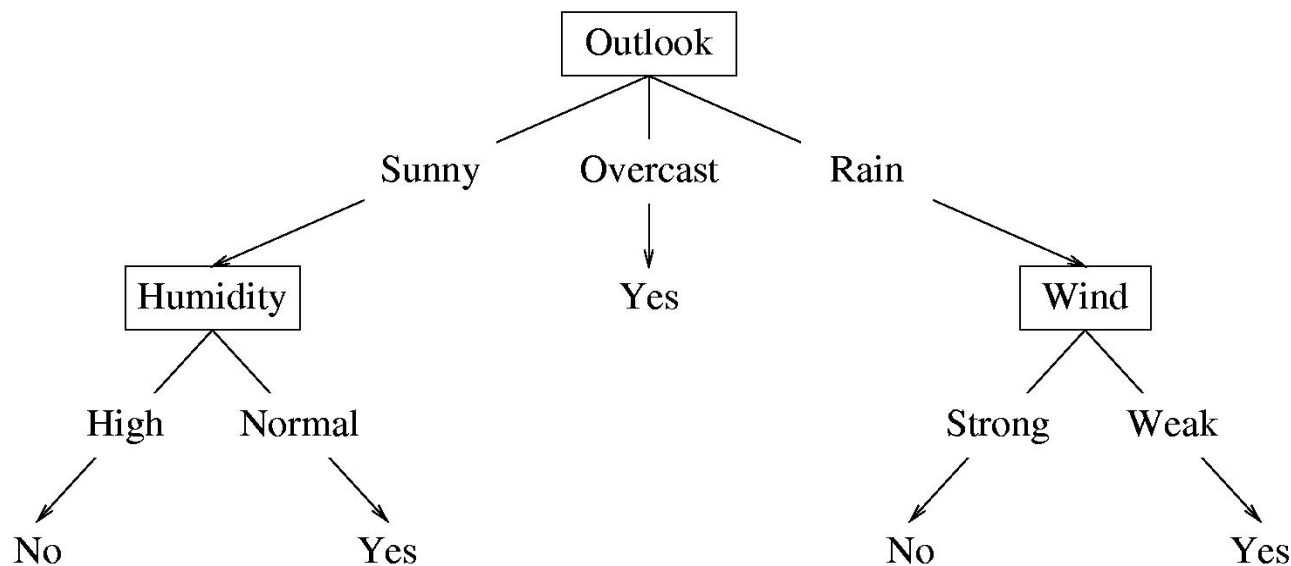 Outlook
Sunny Overcast Rain
Humidity Yes Wind
High Normal Strong Weak
No Yes No Yes